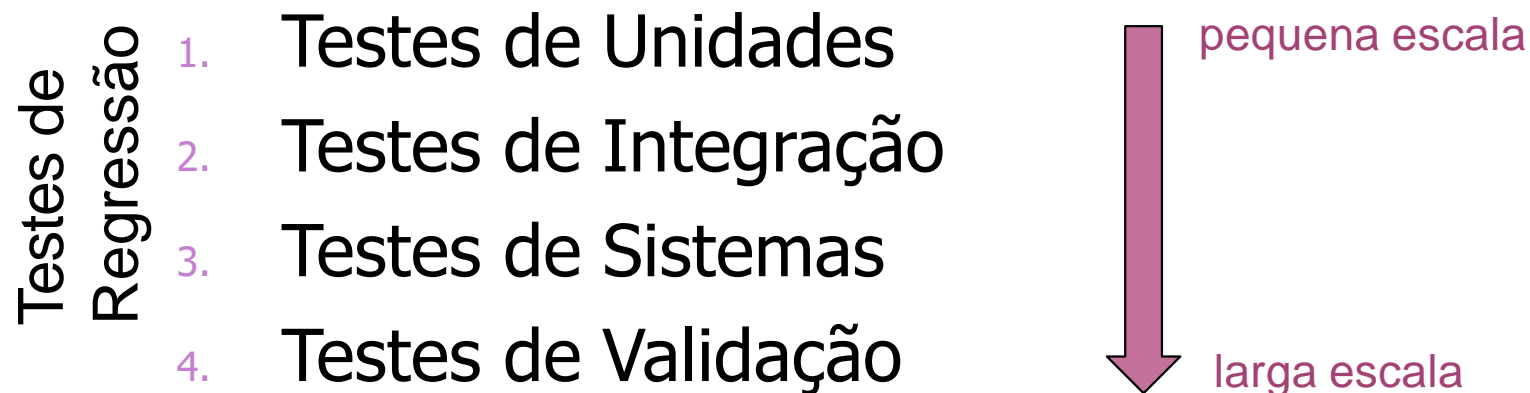 Testes de
Regressão
1. Testes de Unidades
2. Testes de Integração
3. Testes de Sistemas
4. Testes de Validação
pequena escala
larga escala